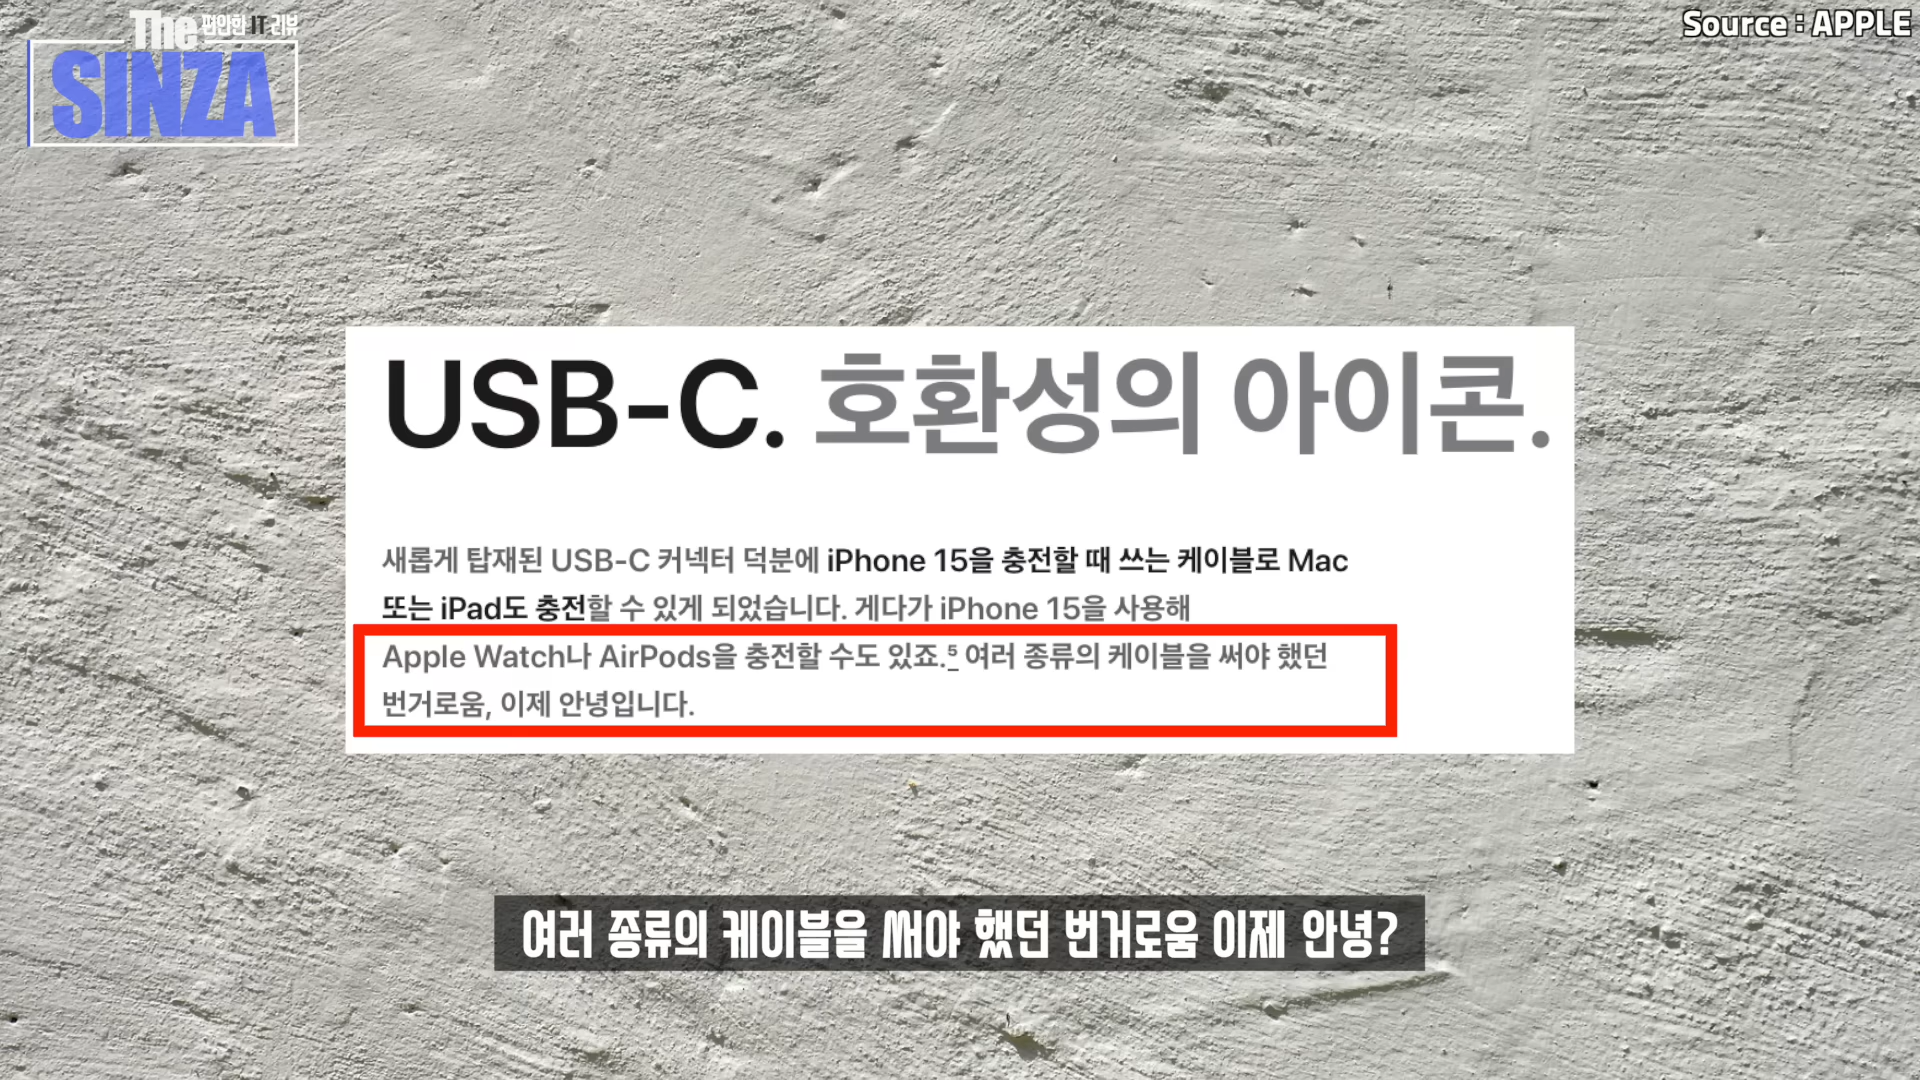 The 편안한 IT 리뷰
SINZA
Source : APPLE
USB-C. 호환성의 아이콘.
새롭게 탑재된 USB-C 커넥터 덕분에 iPhone 15을 충전할 때 쓰는 케이블로 Mac
또는 iPad도 충전할 수 있게 되었습니다. 게다가 iPhone 15을 사용해
Apple Watch나 AirPods을 충전할 수도 있죠.⁵ 여러 종류의 케이블을 써야 했던
번거로움, 이제 안녕입니다.
여러 종류의 케이블을 써야 했던 번거로움 이제 안녕?